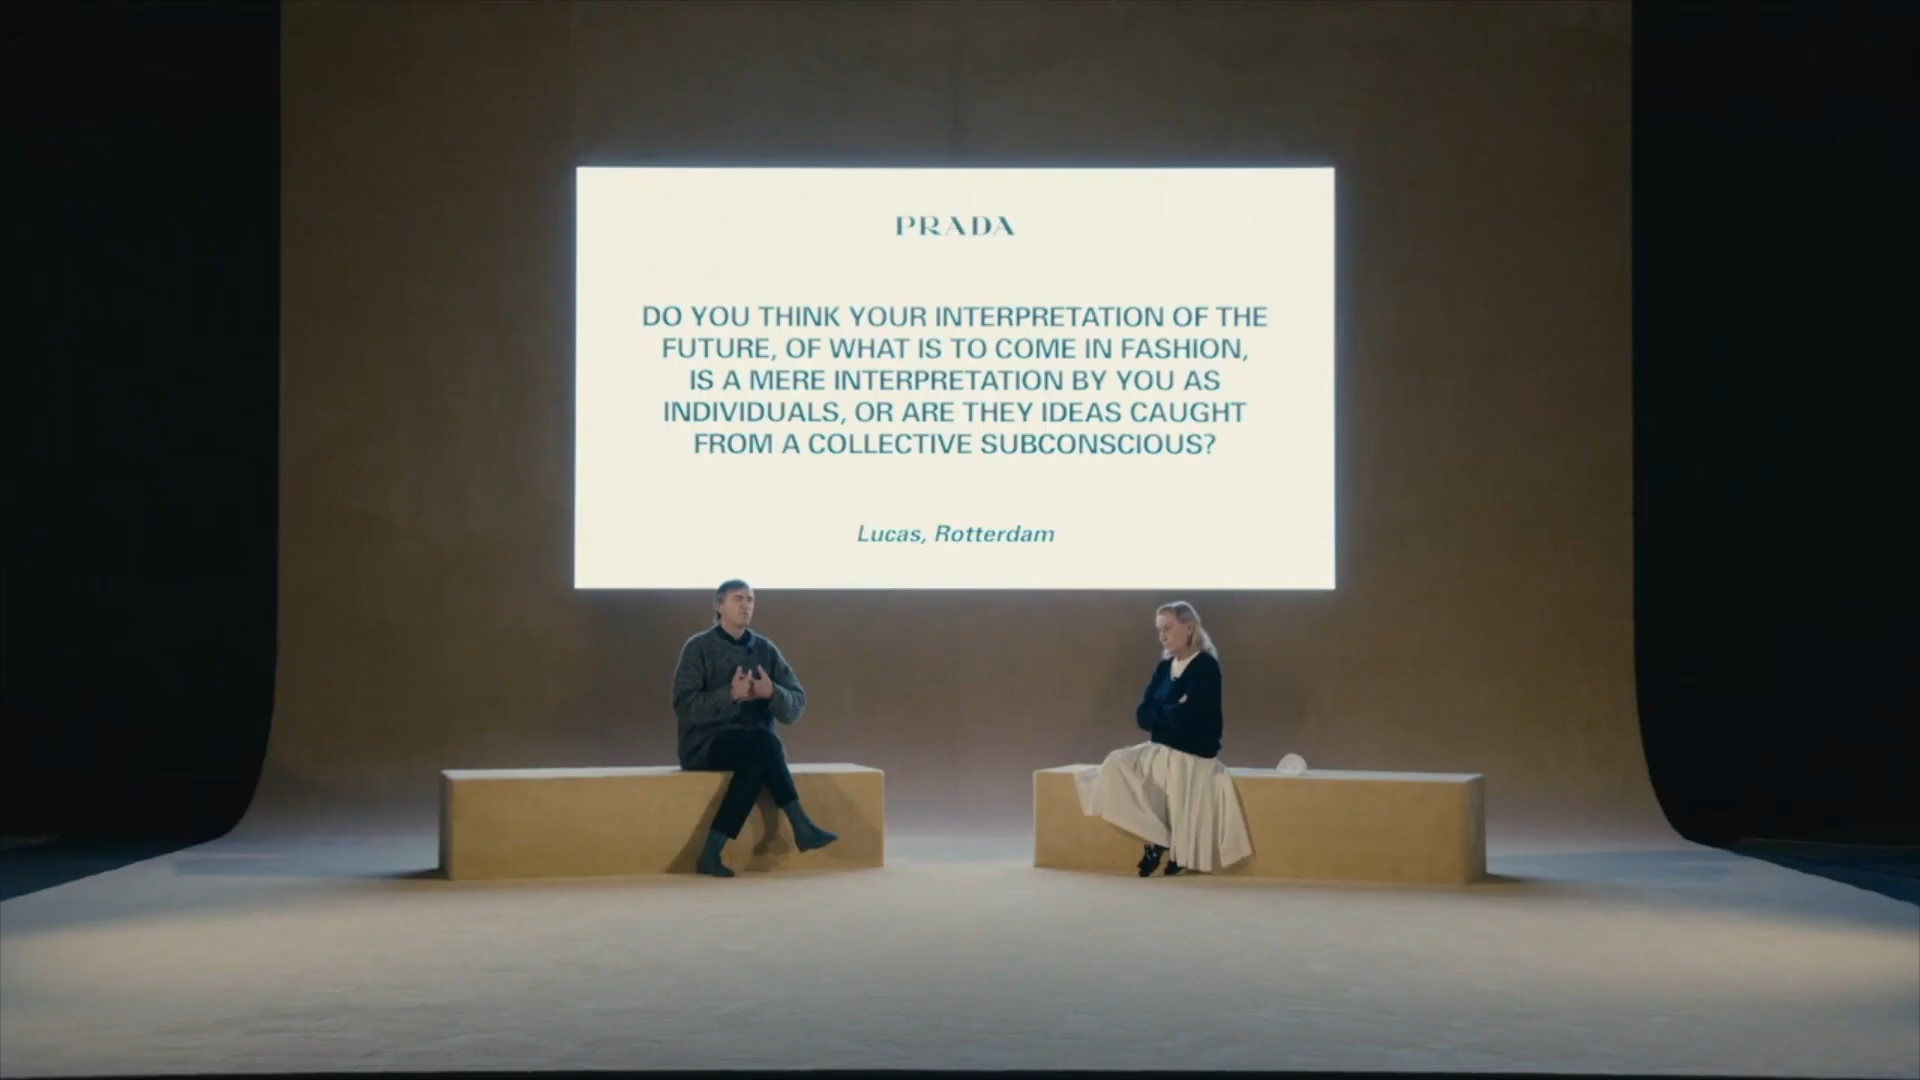 PRADA
DO YOU THINK YOUR INTERPRETATION OF THE
FUTURE, OF WHAT IS TO COME IN FASHION,
IS A MERE INTERPRETATION BY YOU AS
INDIVIDUALS, OR ARE THEY IDEAS CAUGHT
FROM A COLLECTIVE SUBCONSCIOUS?
Lucas, Rotterdam